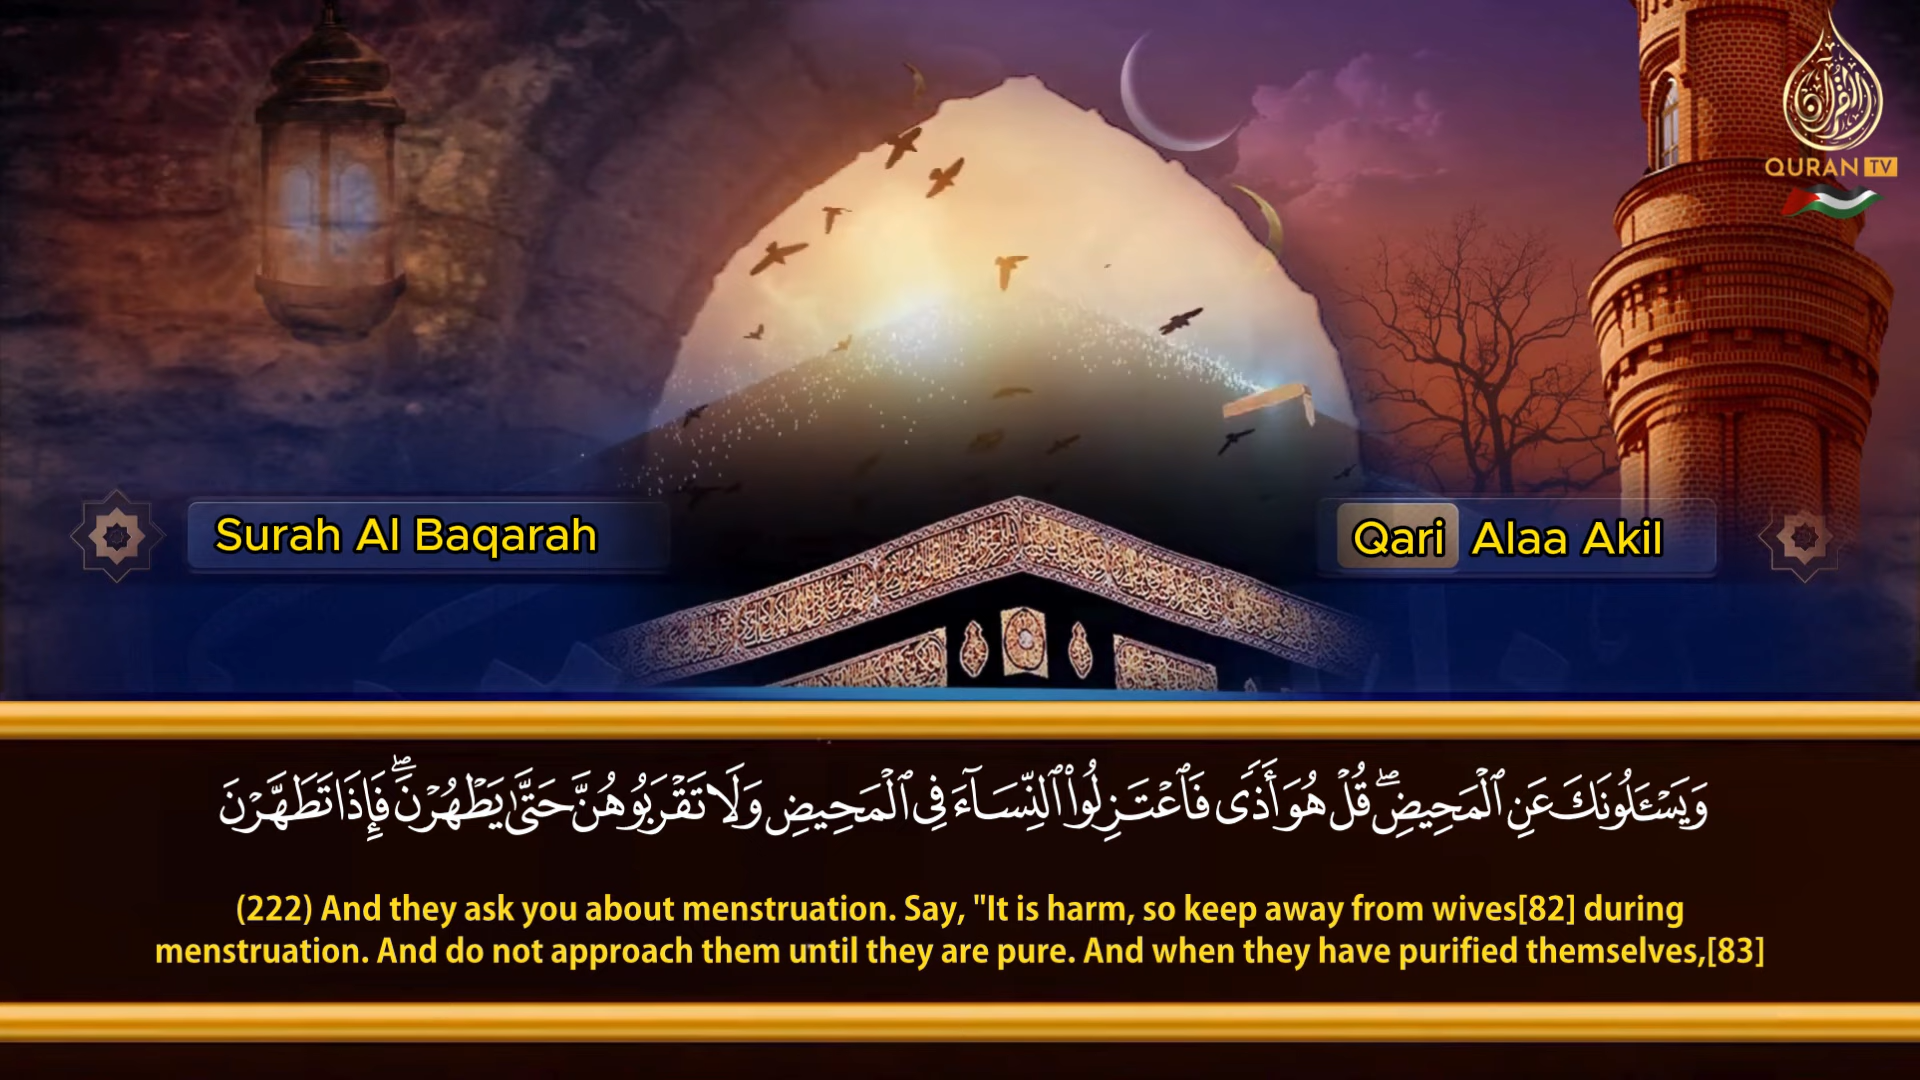 القرآن
QURAN TV
Surah Al Baqarah
Qari Alaa Akil
وَيَسْـَٔلُونَكَ عَنِ ٱلْمَحِيضِۖ قُلْ هُوَ أَذًى فَٱعْتَزِلُوا۟ ٱلنِّسَآءَ فِى ٱلْمَحِيضِ وَلَا تَقْرَبُوهُنَّ حَتَّىٰ يَطْهُرْنَۖ فَإِذَا تَطَهَّرْنَ
(222) And they ask you about menstruation. Say, "It is harm, so keep away from wives[82] during
menstruation. And do not approach them until they are pure. And when they have purified themselves,[83]